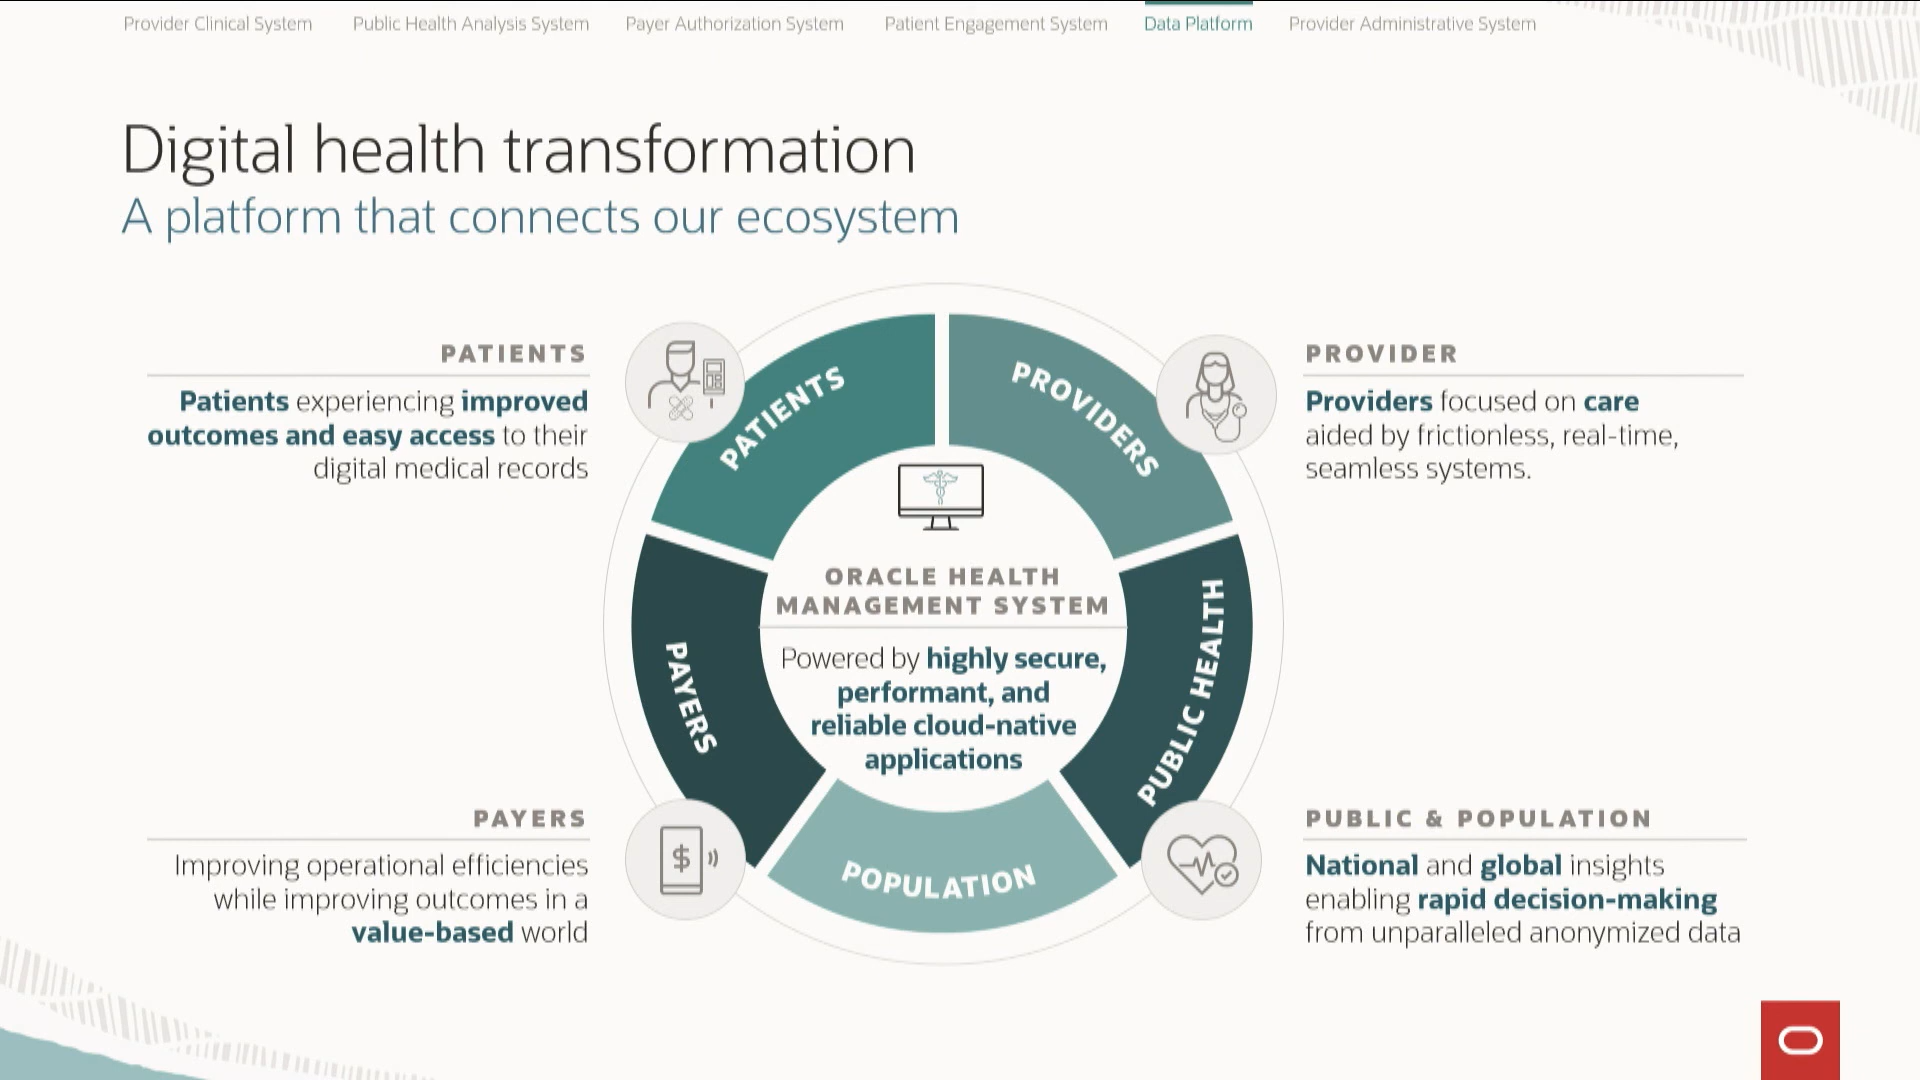 Provider Clinical System
Public Health Analysis System
Payer Authorization System
Patient Engagement System
Data Platform
Provider Administrative System
Digital health transformation
A platform that connects our ecosystem
PATIENTS
Patients experiencing improved
outcomes and easy access to their
digital medical records
PATIENTS
PROVIDERS
PROVIDER
Providers focused on care
aided by frictionless, real-time,
seamless systems.
ORACLE HEALTH
MANAGEMENT SYSTEM
Powered by highly secure,
performant, and
reliable cloud-native
applications
PAYERS
PUBLIC HEALTH
POPULATION
PAYERS
Improving operational efficiencies
while improving outcomes in a
value-based world
$
PUBLIC & POPULATION
National and global insights
enabling rapid decision-making
from unparalleled anonymized data